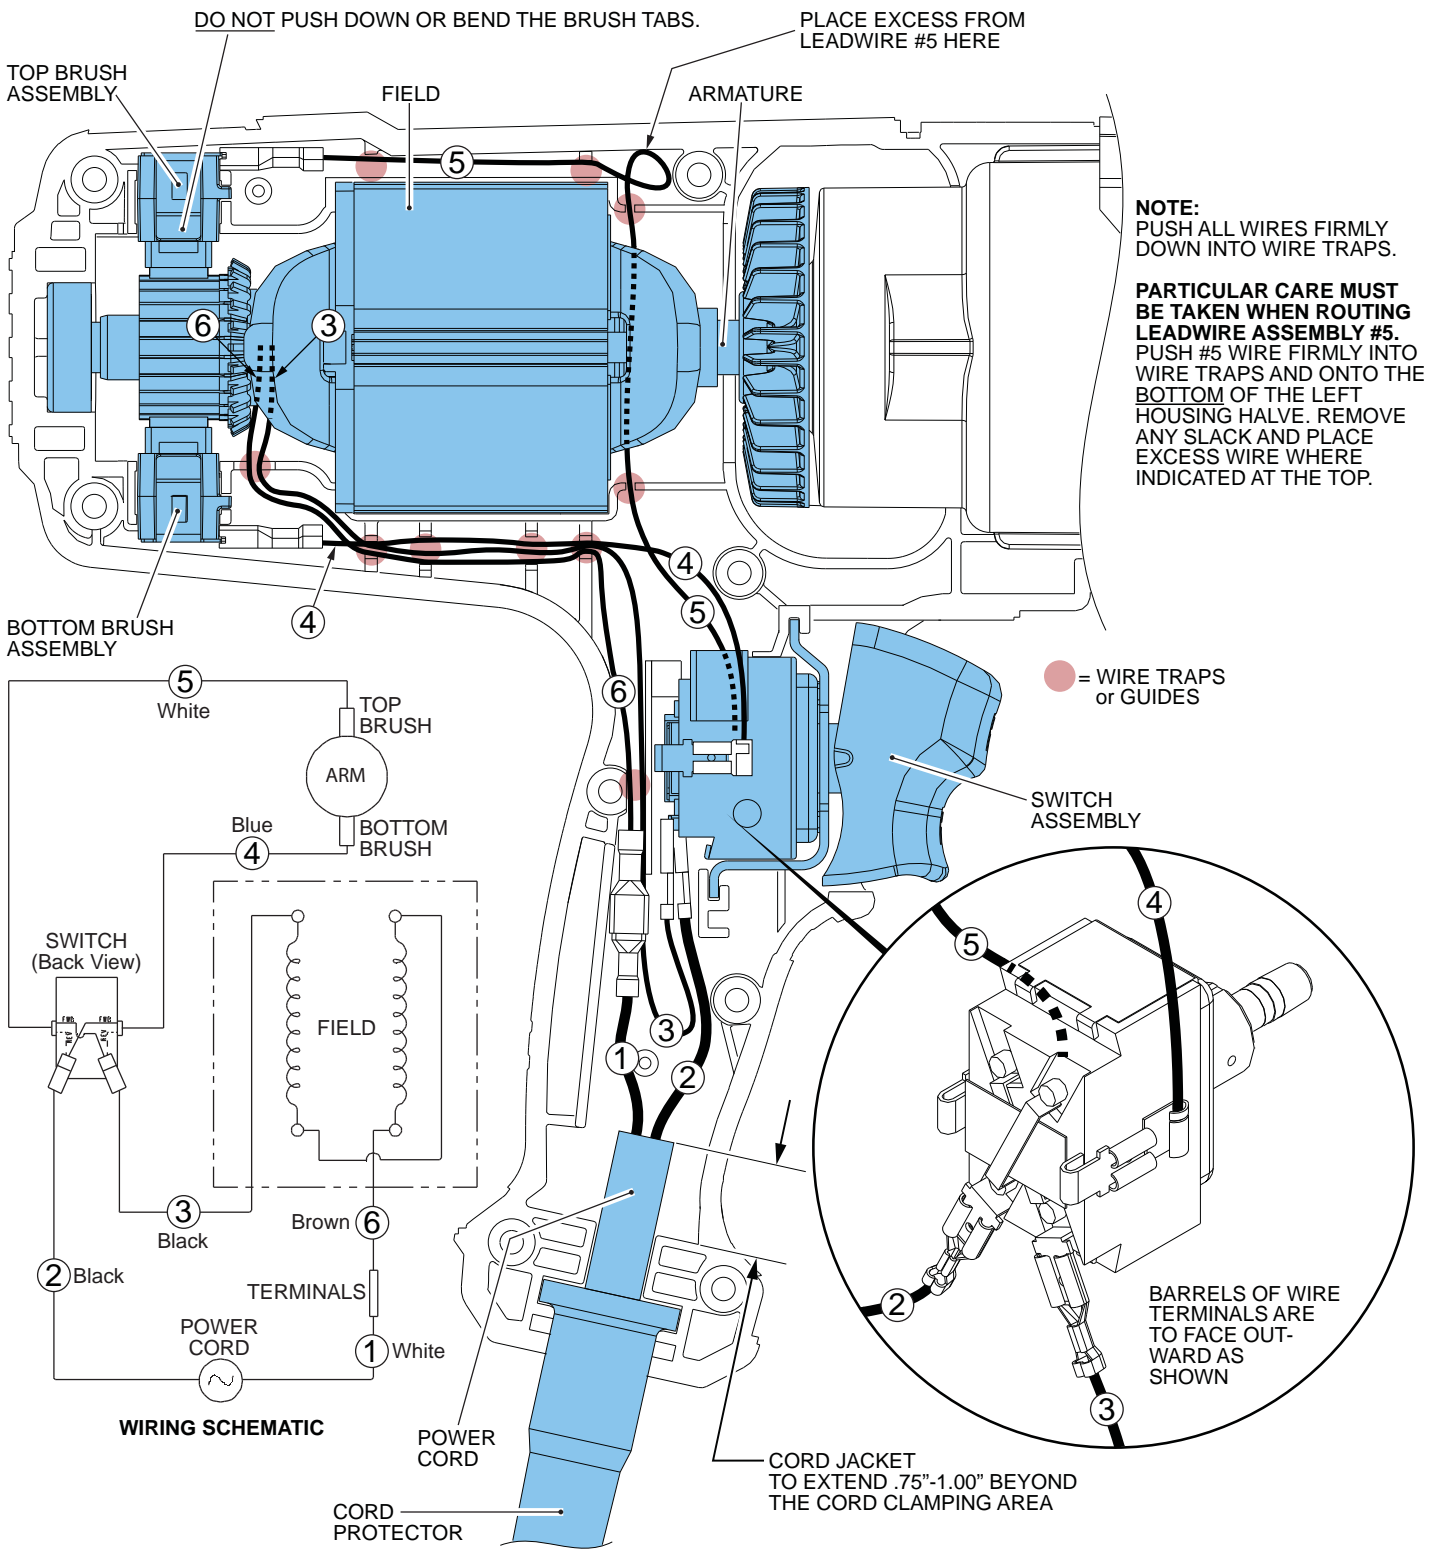 DO NOT PUSH DOWN OR BEND THE BRUSH TABS.
PLACE EXCESS FROM
LEADWIRE #5 HERE
TOP BRUSH
ASSEMBLY
FIELD
ARMATURE
5
NOTE:
PUSH ALL WIRES FIRMLY
DOWN INTO WIRE TRAPS.
PARTICULAR CARE MUST
BE TAKEN WHEN ROUTING
LEADWIRE ASSEMBLY #5.
PUSH #5 WIRE FIRMLY INTO
WIRE TRAPS AND ONTO THE
BOTTOM OF THE LEFT
HOUSING HALVE. REMOVE
ANY SLACK AND PLACE
EXCESS WIRE WHERE
INDICATED AT THE TOP.
6
3
4
5
4
6
BOTTOM BRUSH
ASSEMBLY
= WIRE TRAPS
or GUIDES
SWITCH
ASSEMBLY
5
White
TOP
BRUSH
ARM
Blue
4
BOTTOM
BRUSH
SWITCH
(Back View)
FWD
FWD
REV
REV
FIELD
3
Black
2
Black
Brown
6
TERMINALS
POWER
CORD
1
White
WIRING SCHEMATIC
3
1
2
4
5
2
3
BARRELS OF WIRE
TERMINALS ARE
TO FACE OUT-
WARD AS
SHOWN
POWER
CORD
CORD
PROTECTOR
CORD JACKET
TO EXTEND .75”-1.00” BEYOND
THE CORD CLAMPING AREA